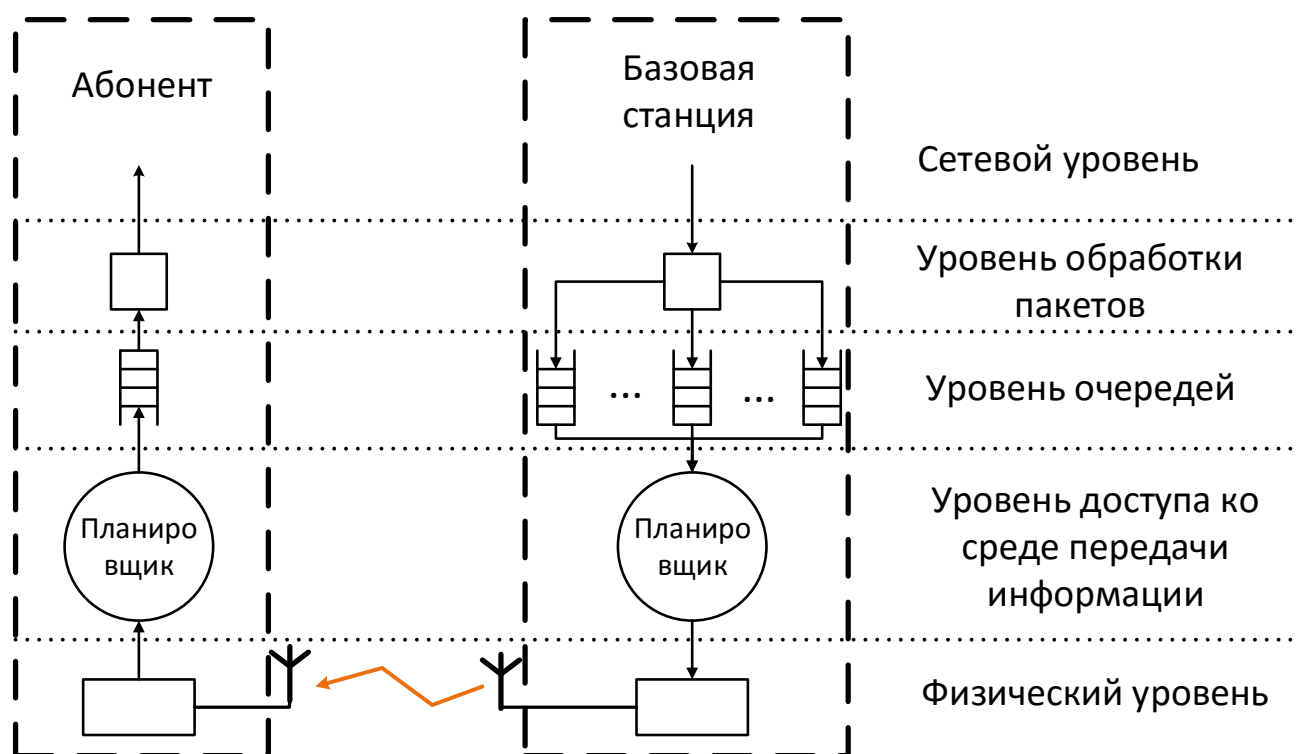 Абонент
Базовая
станция
Сетевой уровень
Уровень обработки
пакетов
... ...
Уровень очередей
Планиро
вщик
Планиро
вщик
Уровень доступа ко
среде передачи
информации
Физический уровень